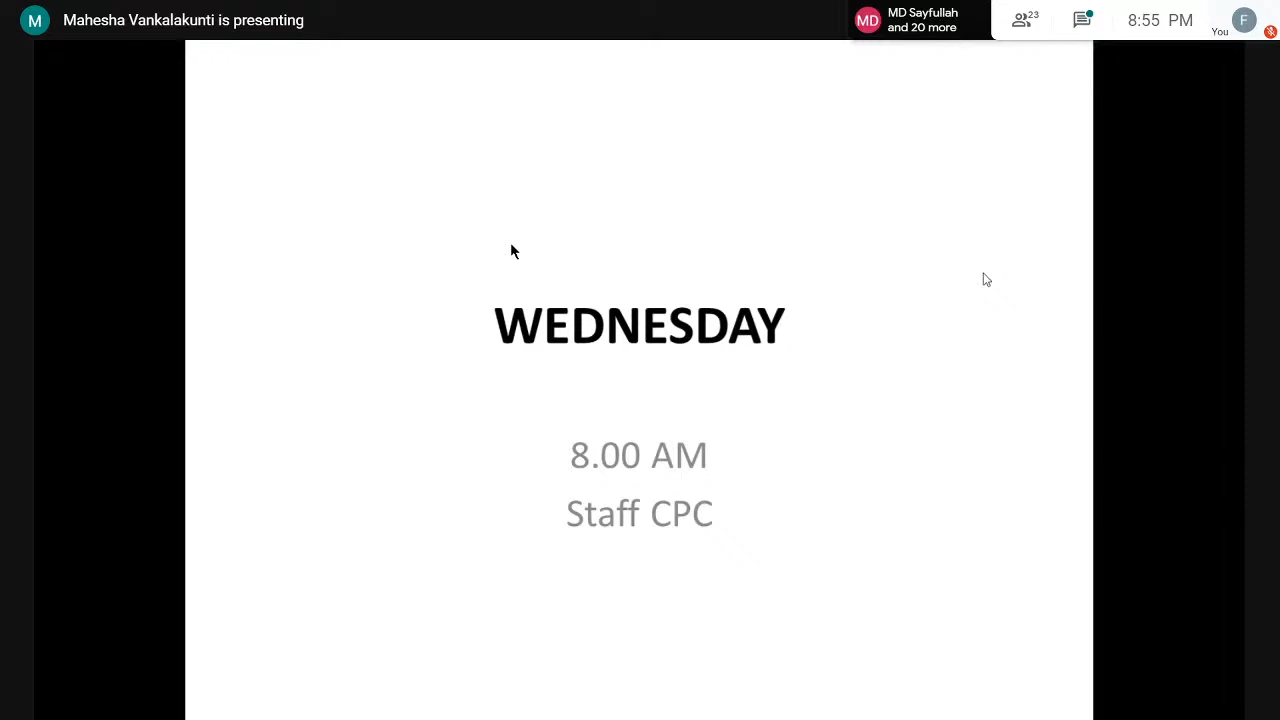 M
Mahesha Vankalakunti is presenting
MD
MD Sayfullah
and 20 more
23
8:55 PM
You
F
WEDNESDAY
8.00 AM
Staff CPC